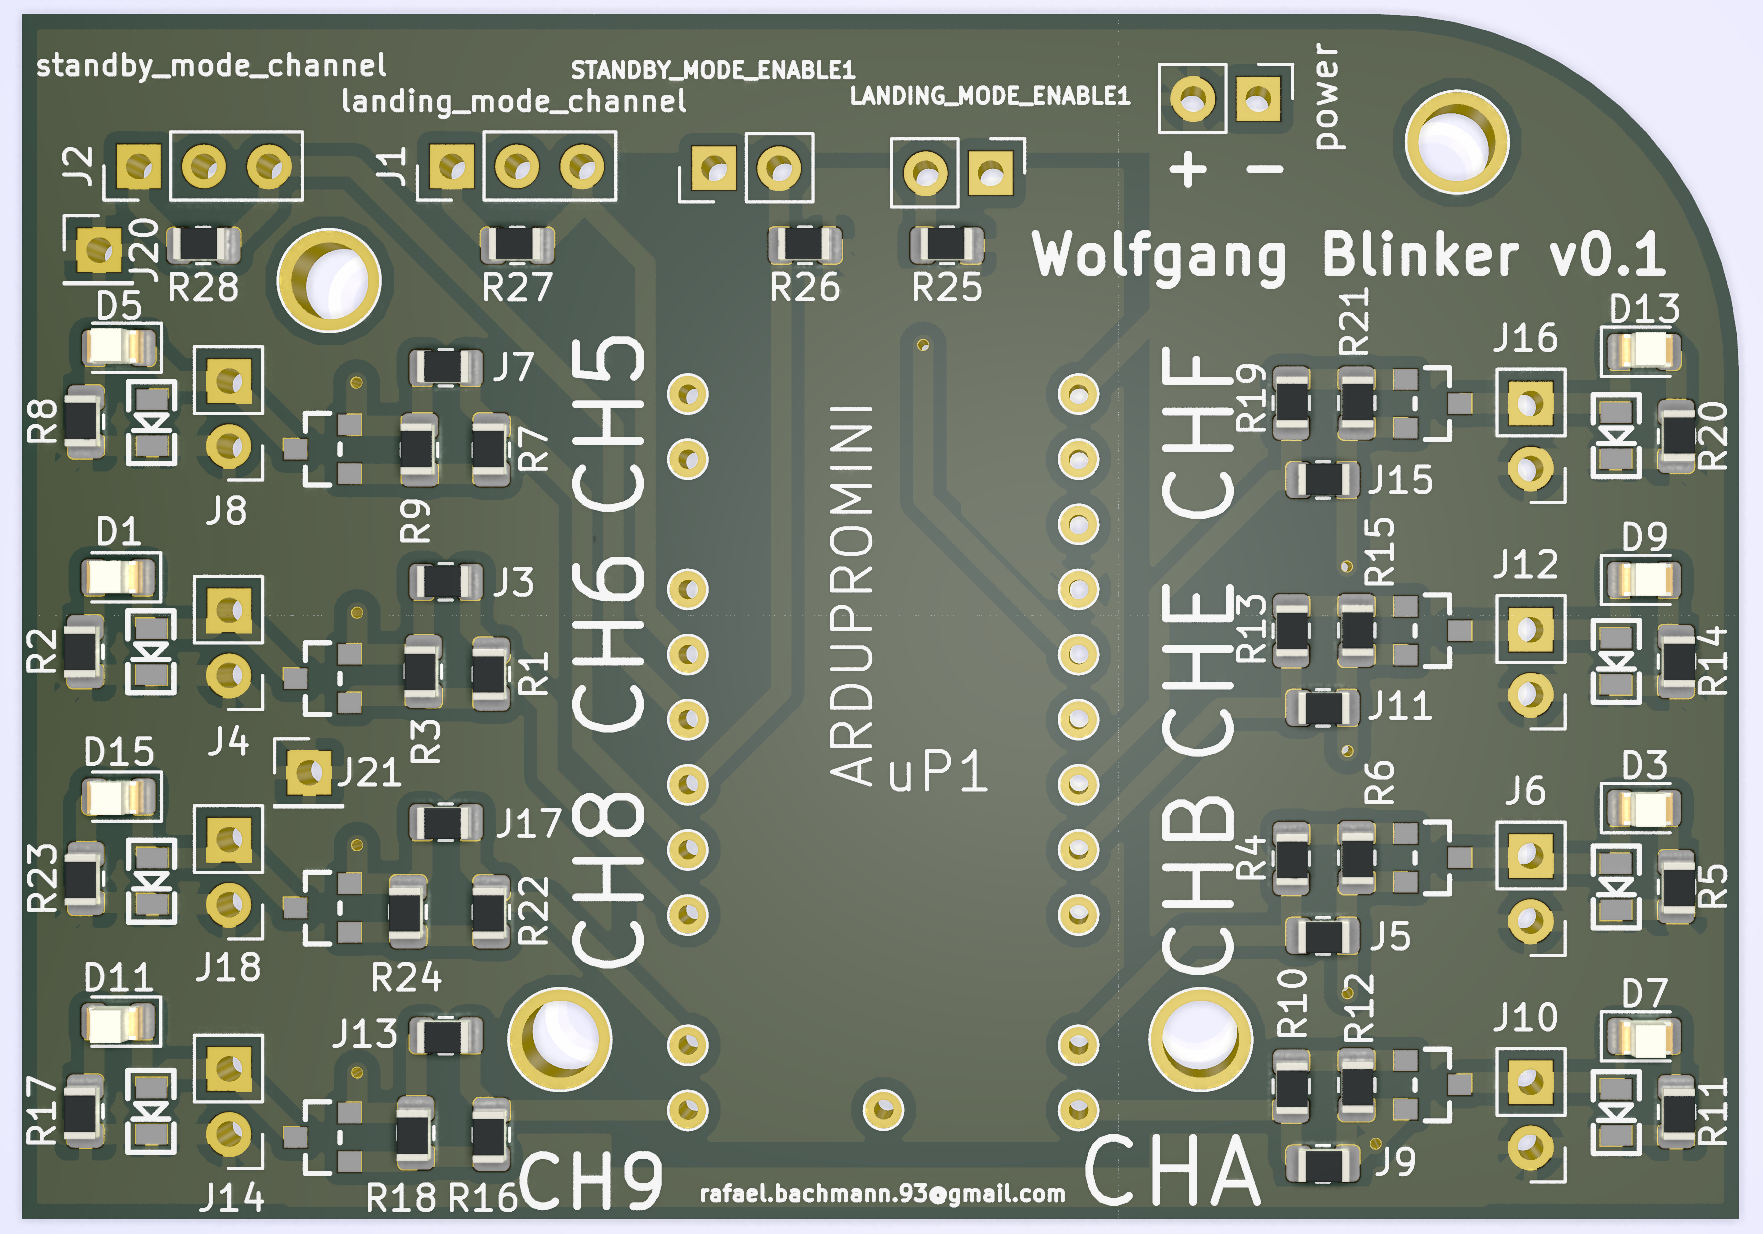 standby_mode_channel
landing_mode_channel
STANDBY_MODE_ENABLE1
LANDING_MODE_ENABLE1
power
+ -
J2
J1
J20
R28
R27
R26
R25
Wolfgang Blinker v0.1
D5
J7
R8
J8
R9
R7
CH5
ARDUPROMINI
uP1
CHF
R19
R21
J15
J16
D13
R20
D1
J3
R2
J4
R3
R1
CH6
CHE
R13
R15
J11
J12
D9
R14
D15
J21
J17
R23
J18
R24
R22
CH8
CHB
R4
R6
J5
J6
D3
R5
D11
J13
R17
J14
R18
R16
CH9
rafael.bachmann.93@gmail.com
CHA
R10
R12
J9
J10
D7
R11